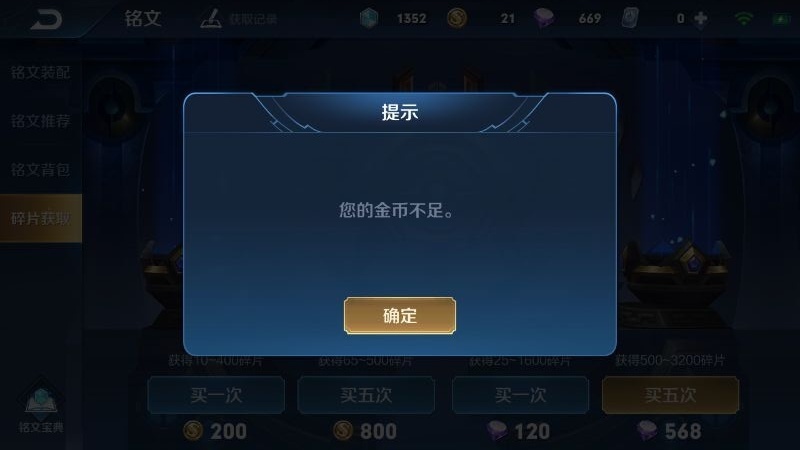 铭文
获取记录
1352
21
669
0
铭文装配
铭文推荐
铭文背包
碎片获取
提示
您的金币不足。
确定
获得10~400碎片
获得65~500碎片
获得25~1600碎片
获得500~3200碎片
买一次
买五次
买一次
买五次
铭文宝典
200
800
120
568